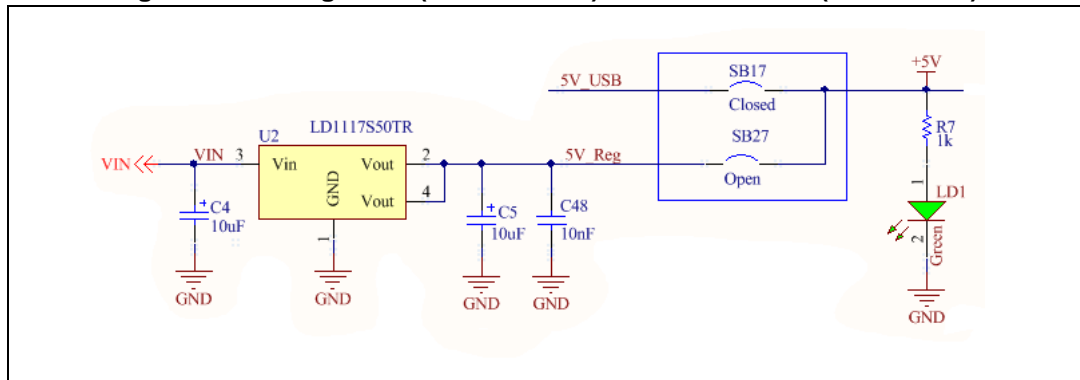 5V_USB
SB17
Closed
+5V
R7
1k
U2
LD1117S50TR
SB27
VIN
VIN
3
Vin
Vout
2
5V_Reg
Open
GND
Vout
4
1
LD1
C4
10uF
C5
10uF
C48
10nF
1
2
Green
GND
GND
GND
GND
GND